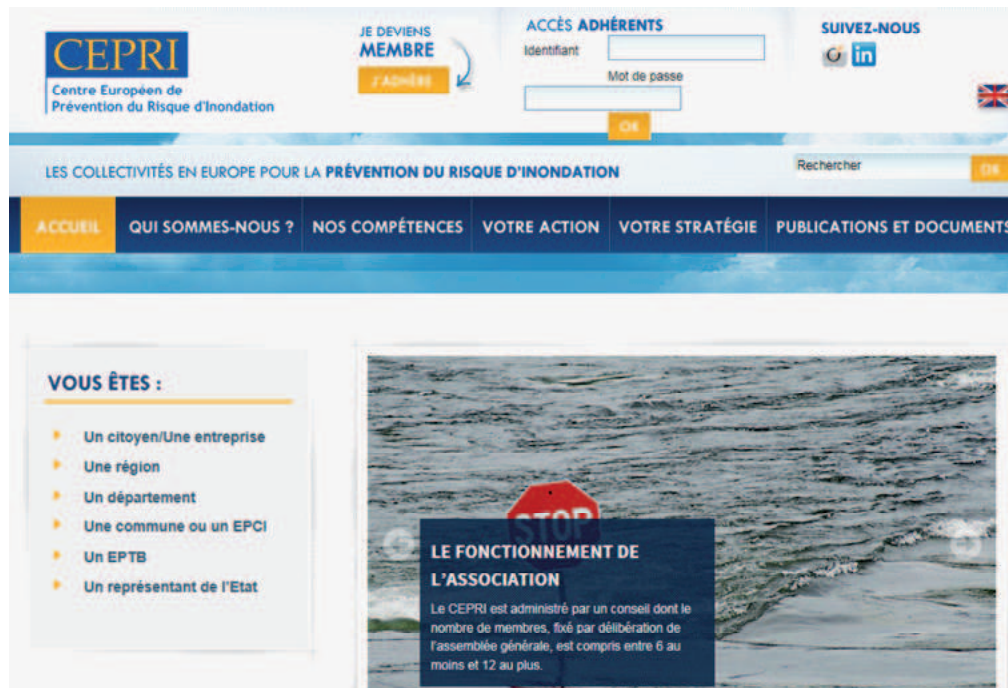 CEPRI
Centre Européen de
Prévention du Risque d'Inondation
JE DEVIENS
MEMBRE
J'ADHÈRE
ACCÈS ADHÉRENTS
Identifiant
Mot de passe
OK
SUIVEZ-NOUS
in
LES COLLECTIVITÉS EN EUROPE POUR LA PRÉVENTION DU RISQUE D'INONDATION
Rechercher
OK
ACCUEIL
QUI SOMMES-NOUS ?
NOS COMPÉTENCES
VOTRE ACTION
VOTRE STRATÉGIE
PUBLICATIONS ET DOCUMENTS
VOUS ÊTES :
Un citoyen/Une entreprise
Une région
Un département
Une commune ou un EPCI
Un EPTB
Un représentant de l'Etat
STOP
LE FONCTIONNEMENT DE
L'ASSOCIATION
Le CEPRI est administré par un conseil dont le
nombre de membres, fixé par délibération de
l'assemblée générale, est compris entre 6 au
moins et 12 au plus.